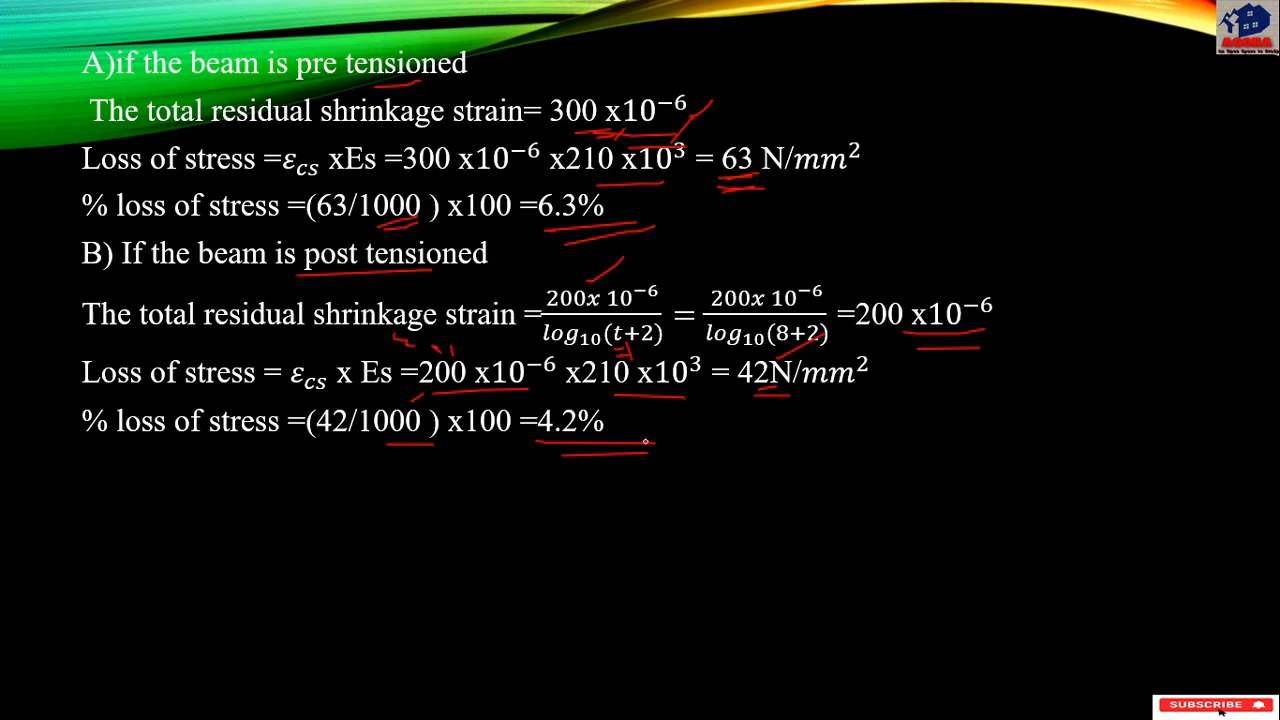 A)if the beam is pre tensioned
The total residual shrinkage strain= 300 x10⁻⁶
Loss of stress =εcs xEs =300 x10⁻⁶ x210 x10³ = 63 N/mm²
% loss of stress =(63/1000 ) x100 =6.3%
B) If the beam is post tensioned
The total residual shrinkage strain =200x 10⁻⁶/log₁₀(t+2) = 200x 10⁻⁶/log₁₀(8+2) =200 x10⁻⁶
Loss of stress = εcs x Es =200 x10⁻⁶ x210 x10³ = 42N/mm²
% loss of stress =(42/1000 ) x100 =4.2%
SUBSCRIBE